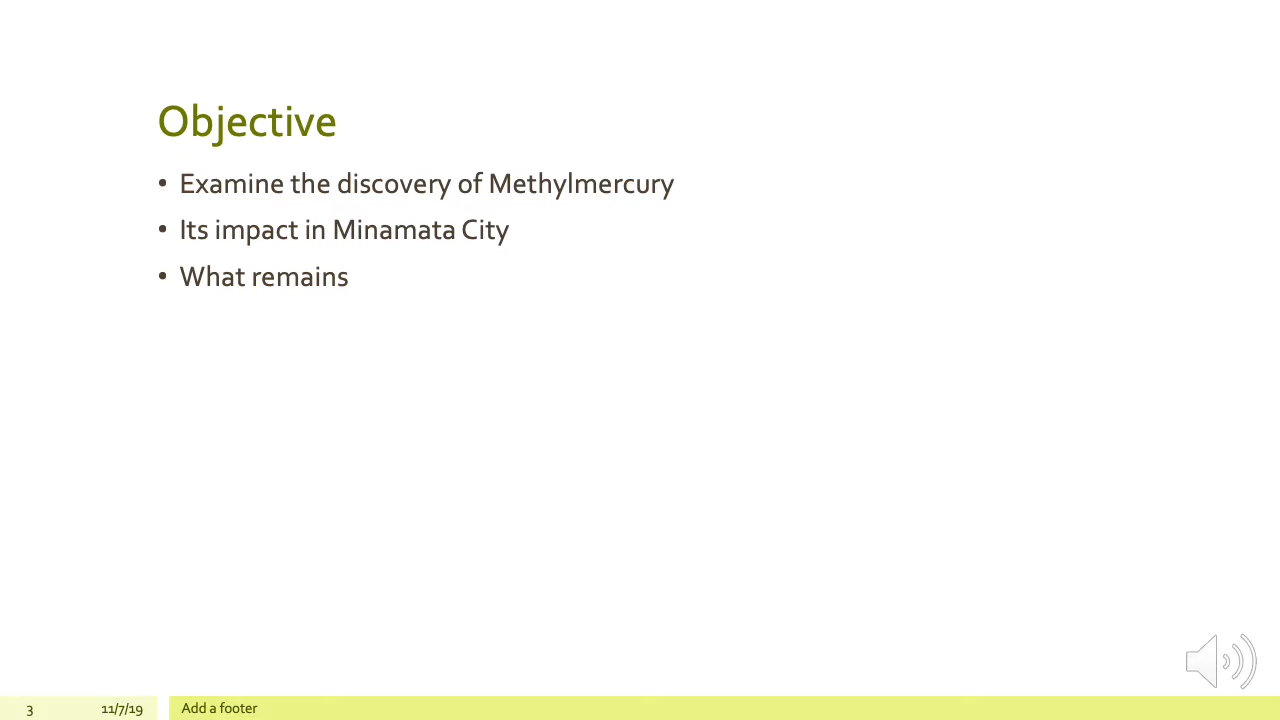 Objective
• Examine the discovery of Methylmercury
• Its impact in Minamata City
• What remains
3 11/7/19 Add a footer